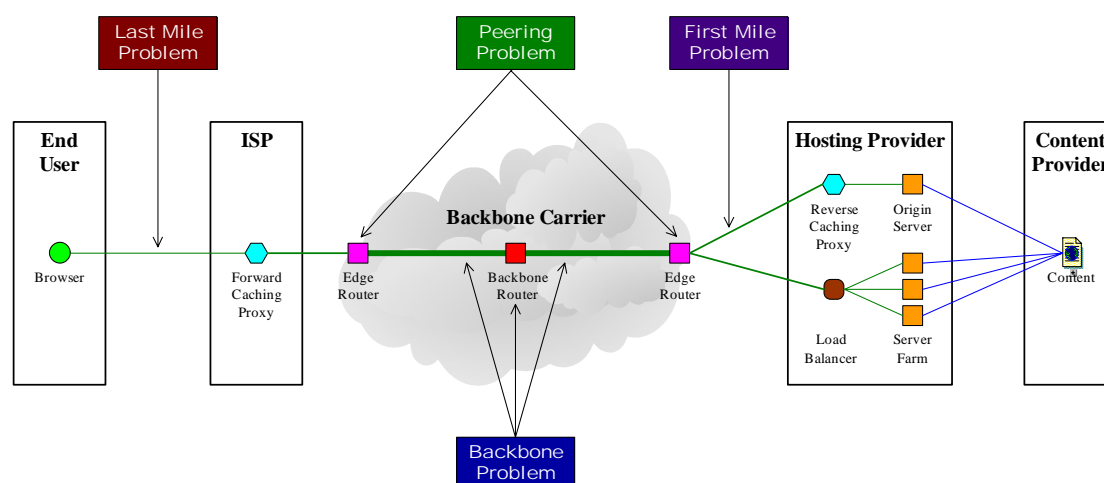 Last Mile
Problem
Peering
Problem
First Mile
Problem
End
User
ISP
Hosting Provider
Content
Provider
Backbone Carrier
Browser
Forward
Caching
Proxy
Edge
Router
Backbone
Router
Edge
Router
Reverse
Caching
Proxy
Origin
Server
Content
Load
Balancer
Server
Farm
Backbone
Problem